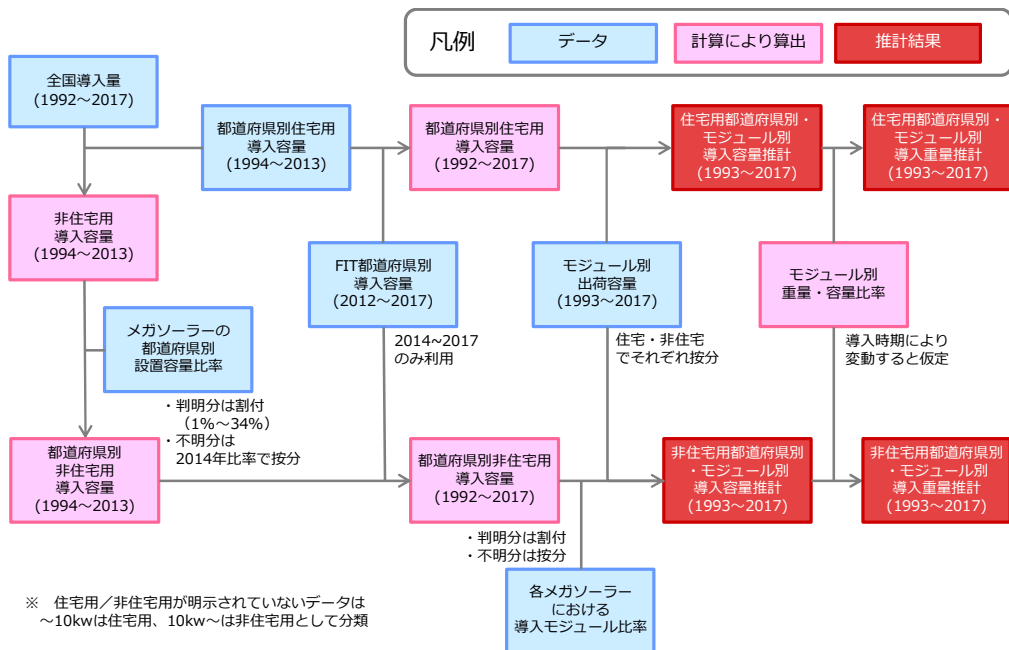 凡例
データ
計算により算出
推計結果
全国導入量
(1992～2017)
都道府県別住宅用
導入容量
(1994～2013)
都道府県別住宅用
導入容量
(1992～2017)
住宅用都道府県別・
モジュール別
導入容量推計
(1993～2017)
住宅用都道府県別・
モジュール別
導入重量推計
(1993～2017)
非住宅用
導入容量
(1994～2013)
FIT都道府県別
導入容量
(2012～2017)
モジュール別
出荷容量
(1993～2017)
モジュール別
重量・容量比率
メガソーラーの
都道府県別
設置容量比率
2014~2017
のみ利用
住宅・非住宅
でそれぞれ按分
導入時期により
変動すると仮定
・判明分は割付
（1%～34%）
・不明分は
2014年比率で按分
都道府県別
非住宅用
導入容量
(1994～2013)
都道府県別非住宅用
導入容量
(1992～2017)
非住宅用都道府県別
・モジュール別
導入容量推計
(1993～2017)
非住宅用都道府県別
・モジュール別
導入重量推計
(1993～2017)
・判明分は割付
・不明分は按分
各メガソーラー
における
導入モジュール比率
※　住宅用／非住宅用が明示されていないデータは
～10kwは住宅用、10kw～は非住宅用として分類